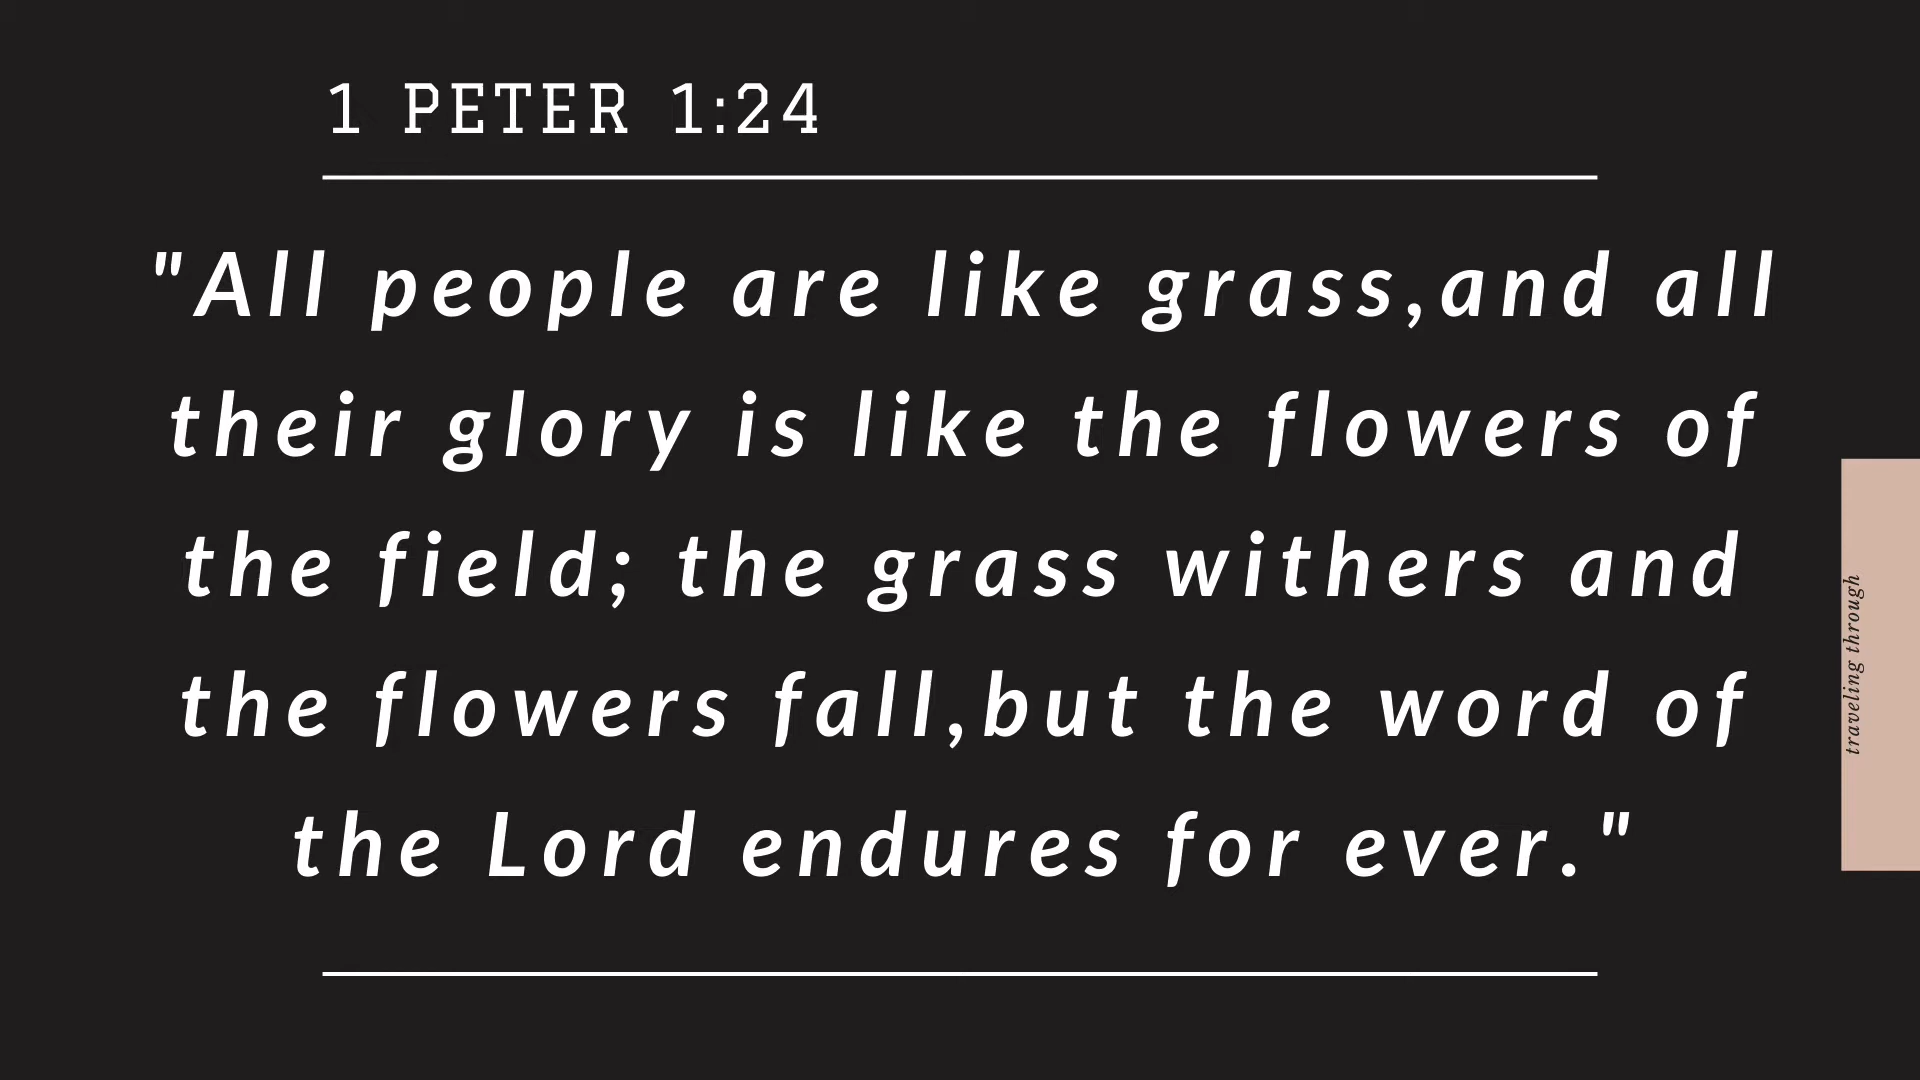 1 PETER 1:24
"All people are like grass,and all
their glory is like the flowers of
the field; the grass withers and
the flowers fall,but the word of
the Lord endures for ever."
traveling through